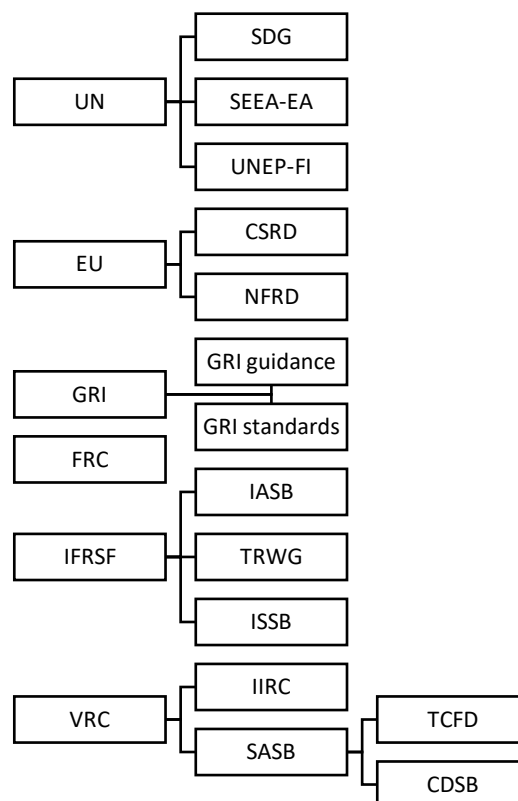 UN
SDG
SEEA-EA
UNEP-FI
EU
CSRD
NFRD
GRI
GRI guidance
GRI standards
FRC
IFRSF
IASB
TRWG
ISSB
VRC
IIRC
SASB
TCFD
CDSB